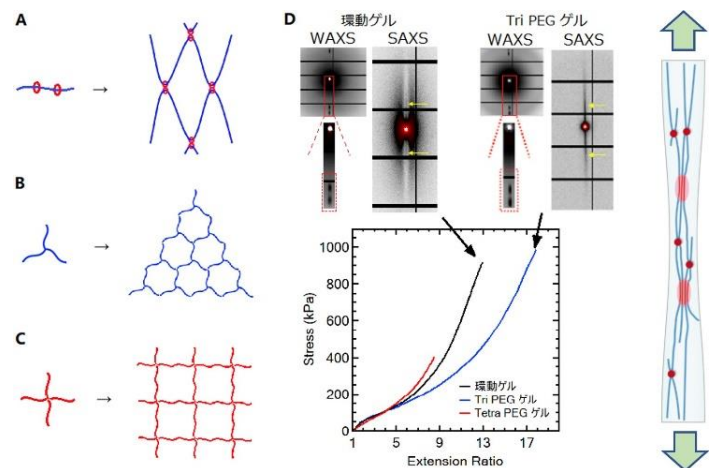 A
B
C
D
環動ゲル
WAXS SAXS
Tri PEG ゲル
WAXS SAXS
Stress (kPa)
1000
800
600
400
200
0
環動ゲル
Tri PEG ゲル
Tetra PEG ゲル
1 5 9 13 17
Extension Ratio